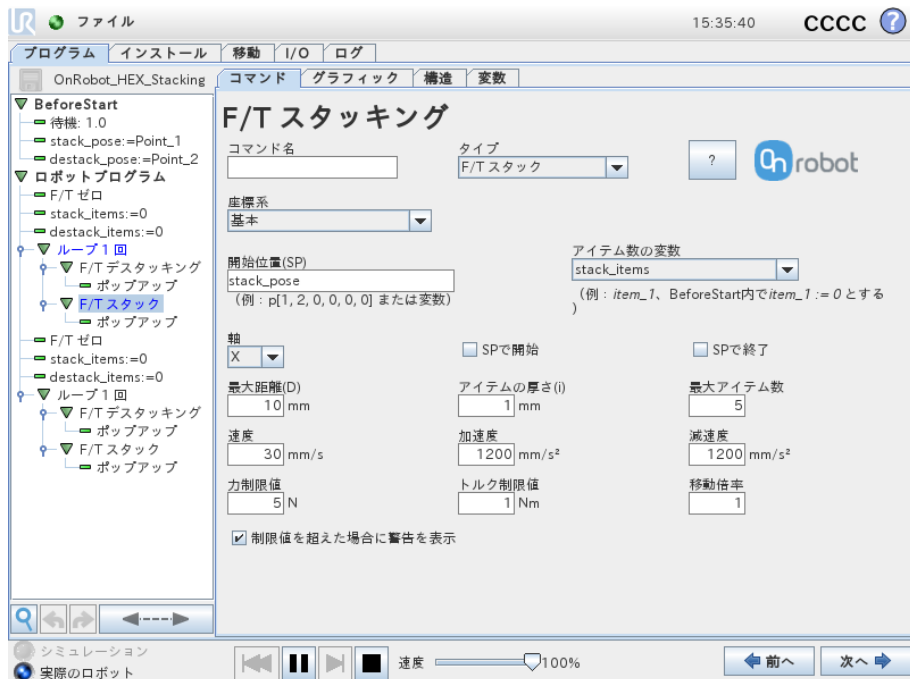 ファイル
15:35:40
CCCC
?
プログラム インストール 移動 I/O ログ
OnRobot_HEX_Stacking
コマンド グラフィック 構造 変数
BeforeStart
待機: 1.0
stack_pose:=Point_1
destack_pose:=Point_2
ロボットプログラム
F/T ゼロ
stack_items:=0
destack_items:=0
ループ 1 回
F/T デスタッキング
ポップアップ
F/T スタック
ポップアップ
F/T ゼロ
stack_items:=0
destack_items:=0
ループ 1 回
F/T デスタッキング
ポップアップ
F/T スタック
ポップアップ
F/T スタッキング
コマンド名
タイプ
F/T スタック
?
On robot
座標系
基本
開始位置(SP)
stack_pose
(例：p[1, 2, 0, 0, 0, 0] または変数)
アイテム数の変数
stack_items
(例：item_1、BeforeStart内でitem_1 := 0 とする
)
軸
X
SPで開始
SPで終了
最大距離(D)
10 mm
アイテムの厚さ(i)
1 mm
最大アイテム数
5
速度
30 mm/s
加速度
1200 mm/s²
減速度
1200 mm/s²
力制限値
5 N
トルク制限値
1 Nm
移動倍率
1
制限値を超えた場合に警告を表示
シミュレーション
実際のロボット
速度 100%
前へ
次へ